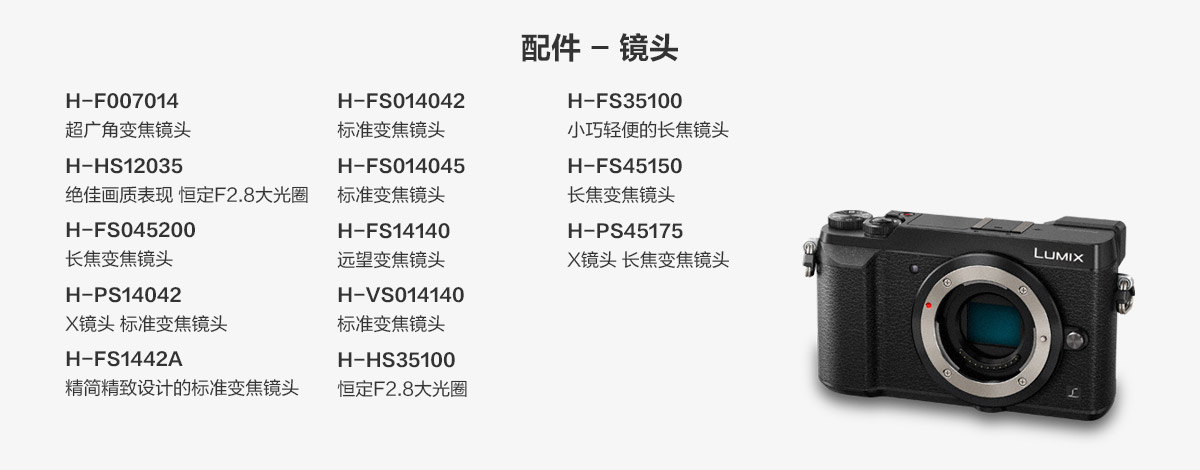 配件 – 镜头
H-F007014
超广角变焦镜头
H-HS12035
绝佳画质表现 恒定F2.8大光圈
H-FS045200
长焦变焦镜头
H-PS14042
X镜头 标准变焦镜头
H-FS1442A
精简精致设计的标准变焦镜头
H-FS014042
标准变焦镜头
H-FS014045
标准变焦镜头
H-FS14140
远望变焦镜头
H-VS014140
标准变焦镜头
H-HS35100
恒定F2.8大光圈
H-FS35100
小巧轻便的长焦镜头
H-FS45150
长焦变焦镜头
H-PS45175
X镜头 长焦变焦镜头
LUMIX